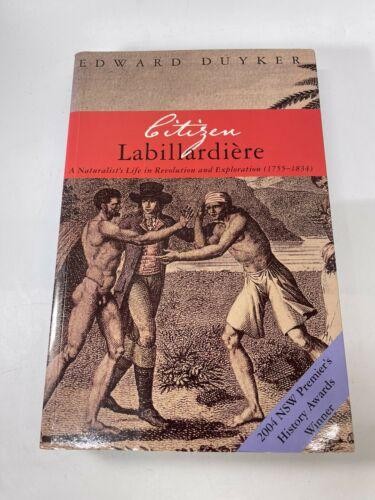 EDWARD DUYKER
Citizen
Labillardière
A Naturalist's Life in Revolution and Exploration (1755–1834)
2004 NSW Premier's
History Awards
Winner